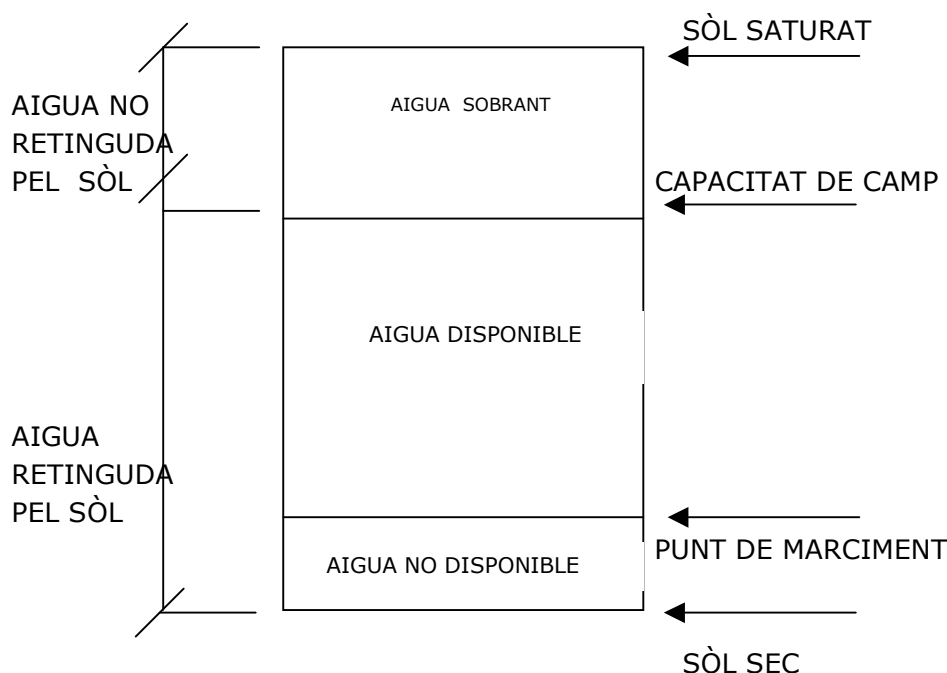 SÒL SATURAT
AIGUA NO
RETINGUDA
PEL SÒL
AIGUA SOBRANT
CAPACITAT DE CAMP
AIGUA DISPONIBLE
AIGUA
RETINGUDA
PEL SÒL
PUNT DE MARCIMENT
AIGUA NO DISPONIBLE
SÒL SEC